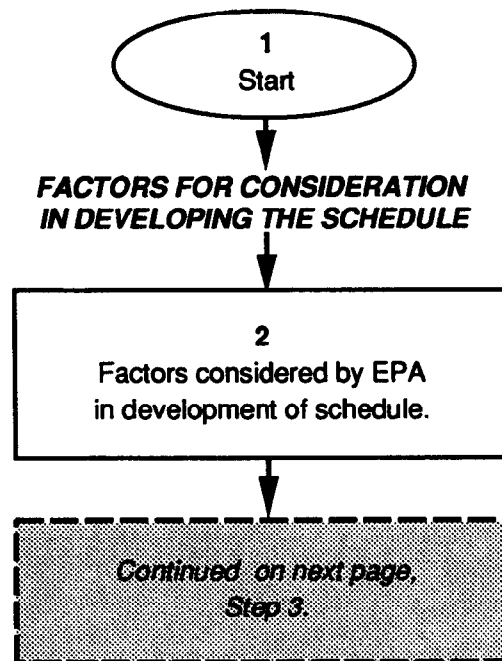 1
Start
FACTORS FOR CONSIDERATION
IN DEVELOPING THE SCHEDULE
2
Factors considered by EPA
in development of schedule.
Continued on next page,
Step 3.